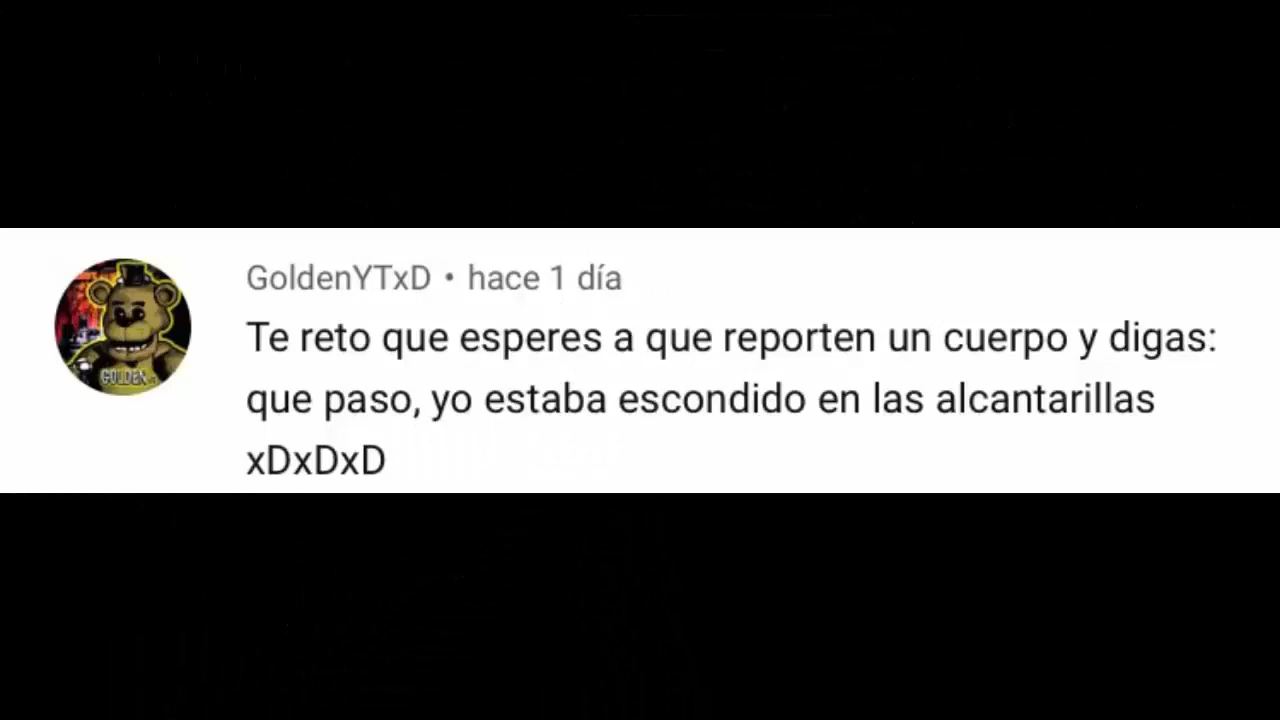 GoldenYTxD • hace 1 día
Te reto que esperes a que reporten un cuerpo y digas:
que paso, yo estaba escondido en las alcantarillas
xDxDxD
GOLDEN